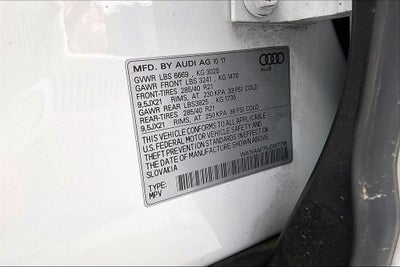 MFD. BY AUDI AG 10 17
Audi
GVWR LBS 6669 , KG 3025
GAWR FRONT LBS 3241 , KG 1470
FRONT-TIRES 285/40 R21
9,5JX21 RIMS, AT 230 KPA, 33 PSI COLD
GAWR REAR LBS3825 , KG 1735
REAR-TIRES 285/40 R21
9,5JX21 RIMS, AT 250 KPA, 36 PSI COLD
THIS VEHICLE CONFORMS TO ALL APPLICABLE
U.S. FEDERAL MOTOR VEHICLE SAFETY AND
THEFT PREVENTION STANDARDS IN EFFECT ON
THE DATE OF MANUFACTURE SHOWN ABOVE.
SLOVAKIA
TYPE:
MPV